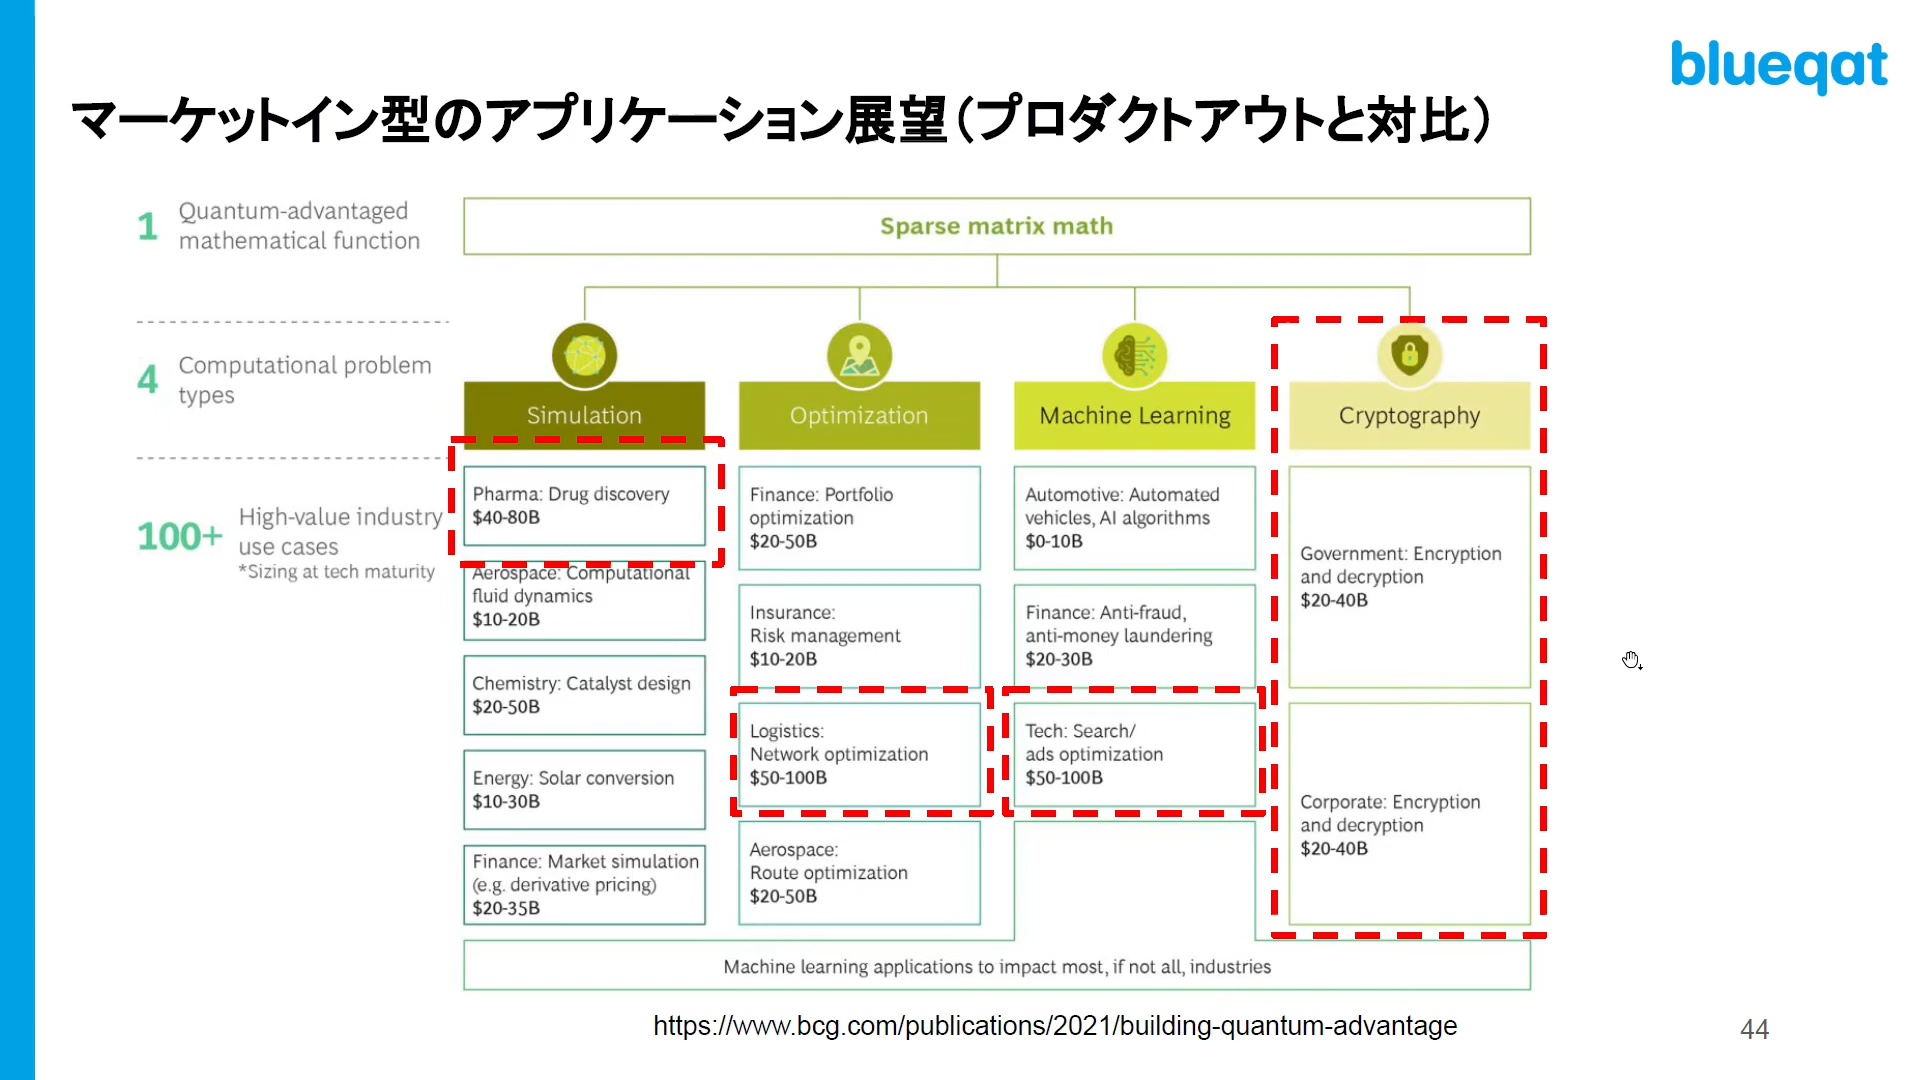 blueqat
マーケットイン型のアプリケーション展望（プロダクトアウトと対比）
1
Quantum-advantaged
mathematical function
Sparse matrix math
4
Computational problem
types
Simulation
Optimization
Machine Learning
Cryptography
100+
High-value industry
use cases
*Sizing at tech maturity
Pharma: Drug discovery
$40-80B
Aerospace: Computational
fluid dynamics
$10-20B
Chemistry: Catalyst design
$20-50B
Energy: Solar conversion
$10-30B
Finance: Market simulation
(e.g. derivative pricing)
$20-35B
Finance: Portfolio
optimization
$20-50B
Insurance:
Risk management
$10-20B
Logistics:
Network optimization
$50-100B
Aerospace:
Route optimization
$20-50B
Automotive: Automated
vehicles, AI algorithms
$0-10B
Finance: Anti-fraud,
anti-money laundering
$20-30B
Tech: Search/
ads optimization
$50-100B
Government: Encryption
and decryption
$20-40B
Corporate: Encryption
and decryption
$20-40B
Machine learning applications to impact most, if not all, industries
https://www.bcg.com/publications/2021/building-quantum-advantage
44